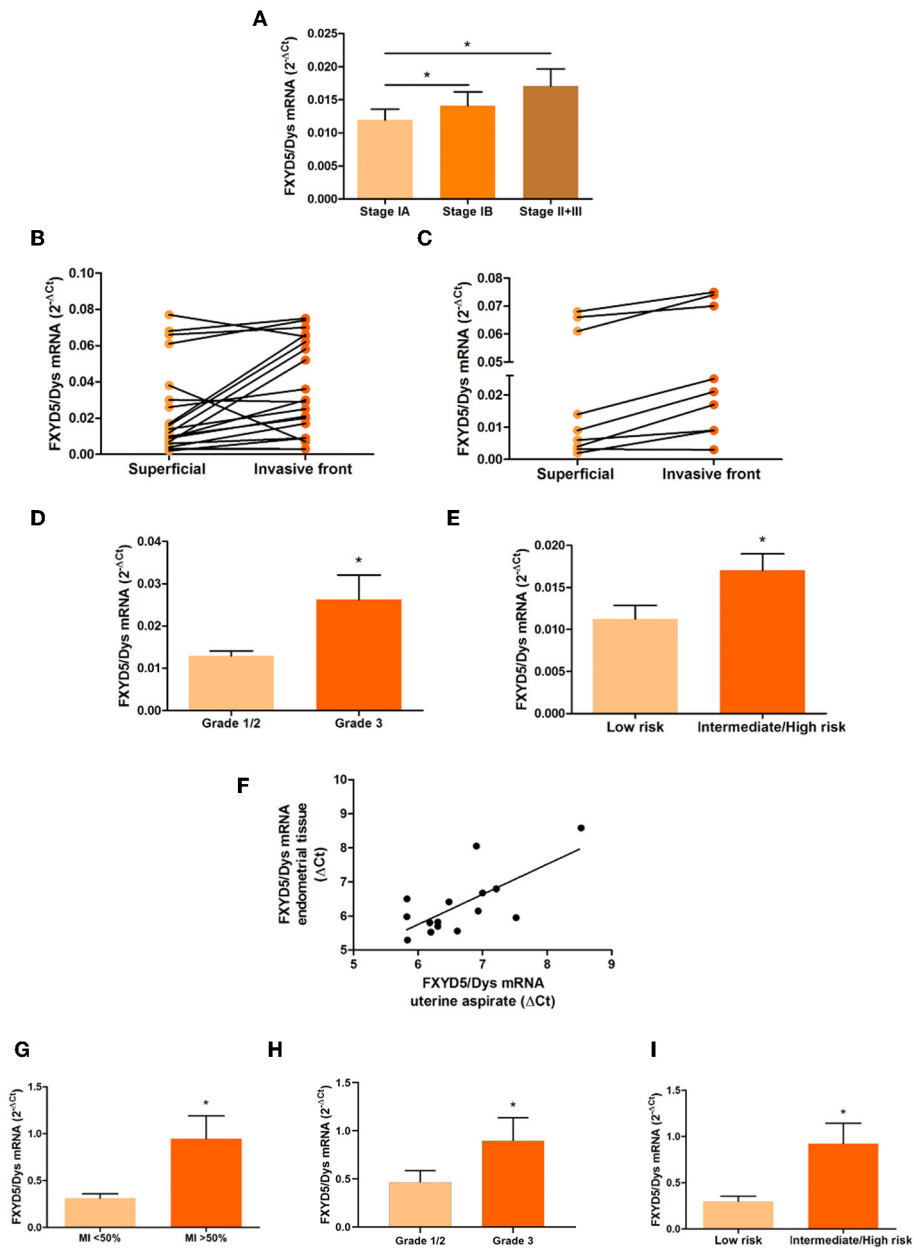 A
FXYD5/Dys mRNA (2-ΔCt)
0.025
0.020
0.015
0.010
0.005
0.000
*
*
Stage IA Stage IB Stage II+III
B
FXYD5/Dys mRNA (2-ΔCt)
0.10
0.08
0.06
0.04
0.02
0.00
Superficial Invasive front
C
FXYD5/Dys mRNA (2-ΔCt)
0.08
0.07
0.06
0.05
0.02
0.01
0.00
Superficial Invasive front
D
FXYD5/Dys mRNA (2-ΔCt)
0.04
0.03
0.02
0.01
0.00
*
Grade 1/2 Grade 3
E
FXYD5/Dys mRNA (2-ΔCt)
0.020
0.015
0.010
0.005
0.000
*
Low risk Intermediate/High risk
F
FXYD5/Dys mRNA
endometrial tissue
(ΔCt)
10
9
8
7
6
5
5 6 7 8 9
FXYD5/Dys mRNA
uterine aspirate (ΔCt)
G
FXYD5/Dys mRNA (2-ΔCt)
1.5
1.0
0.5
0.0
*
MI <50% MI >50%
H
FXYD5/Dys mRNA (2-ΔCt)
1.5
1.0
0.5
0.0
*
Grade 1/2 Grade 3
I
FXYD5/Dys mRNA (2-ΔCt)
1.5
1.0
0.5
0.0
*
Low risk Intermediate/High risk